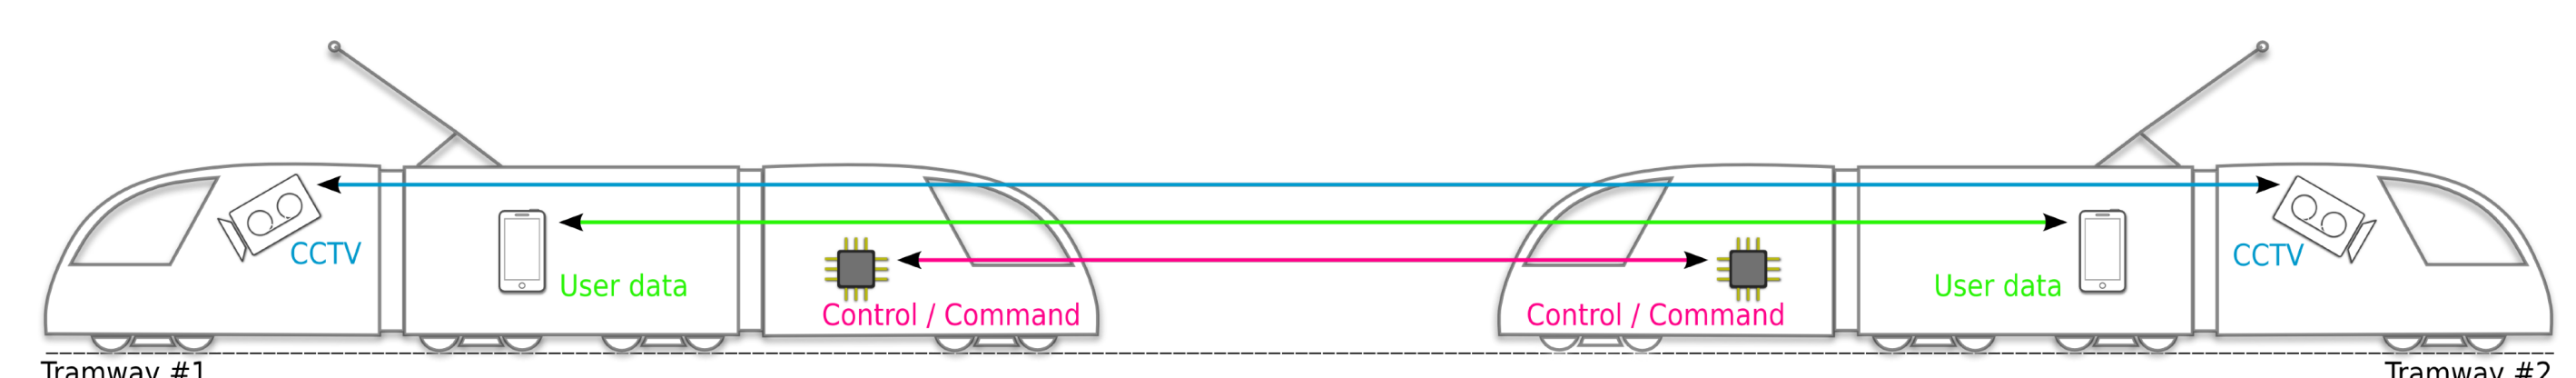 CCTV
User data
Control / Command
Control / Command
User data
CCTV
Tramway #1
Tramway #2